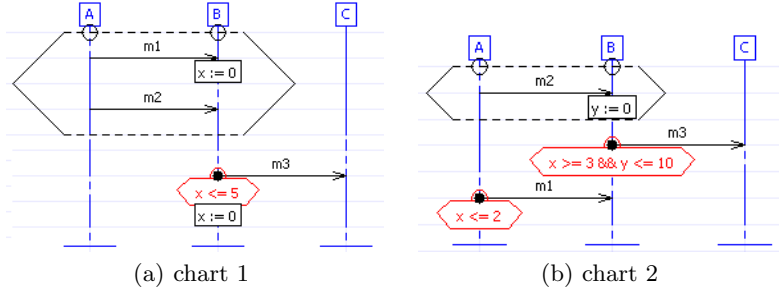 A B C
m1
x := 0
m2
m3
x <= 5
x := 0
(a) chart 1
A B C
m2
y := 0
m3
x >= 3 && y <= 10
m1
x <= 2
(b) chart 2